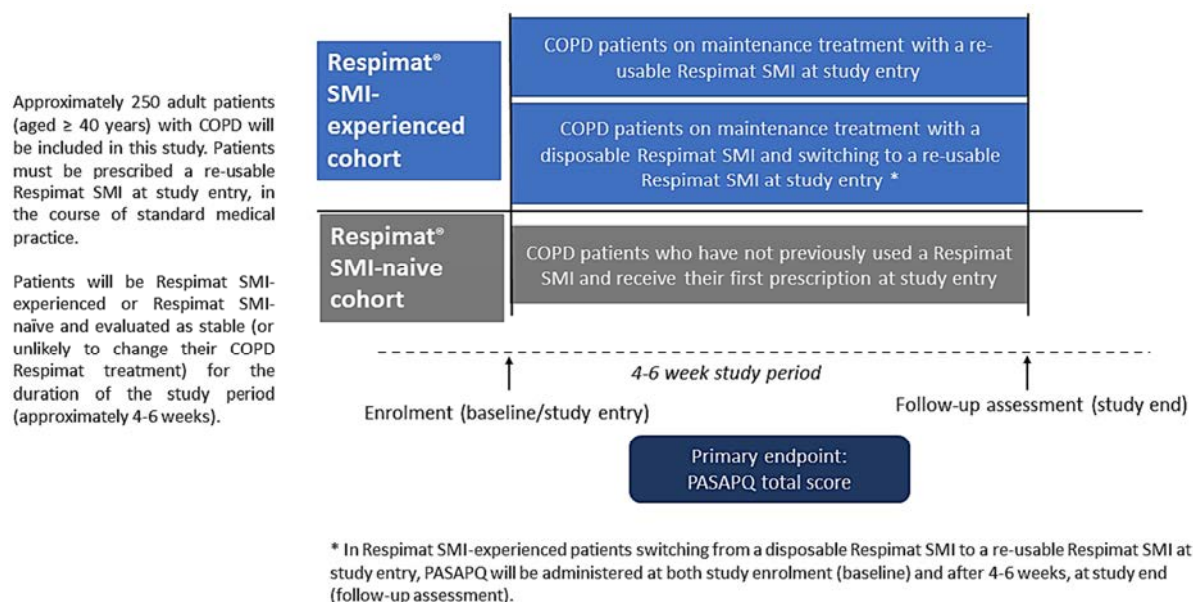 Approximately 250 adult patients
(aged ≥ 40 years) with COPD will
be included in this study. Patients
must be prescribed a re-usable
Respimat SMI at study entry, in
the course of standard medical
practice.
Patients will be Respimat SMI-
experienced or Respimat SMI-
naïve and evaluated as stable (or
unlikely to change their COPD
Respimat treatment) for the
duration of the study period
(approximately 4-6 weeks).
Respimat®
SMI-
experienced
cohort
COPD patients on maintenance treatment with a re-
usable Respimat SMI at study entry
COPD patients on maintenance treatment with a
disposable Respimat SMI and switching to a re-usable
Respimat SMI at study entry *
Respimat®
SMI-naive
cohort
COPD patients who have not previously used a Respimat
SMI and receive their first prescription at study entry
4-6 week study period
Enrolment (baseline/study entry)
Follow-up assessment (study end)
Primary endpoint:
PASAPQ total score
* In Respimat SMI-experienced patients switching from a disposable Respimat SMI to a re-usable Respimat SMI at
study entry, PASAPQ will be administered at both study enrolment (baseline) and after 4-6 weeks, at study end
(follow-up assessment).